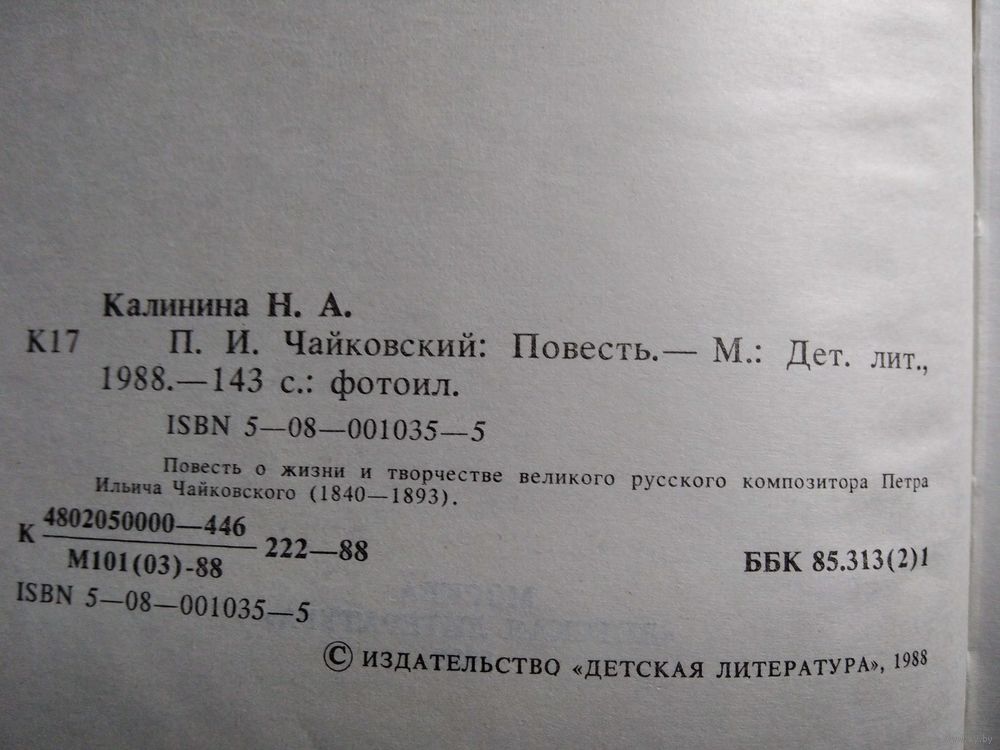 Калинина Н. А.
К17 П. И. Чайковский: Повесть.— М.: Дет. лит.,
1988.—143 с.: фотоил.
ISBN 5—08—001035—5
Повесть о жизни и творчестве великого русского композитора Петра
Ильича Чайковского (1840—1893).
К 4802050000—446
М101(03)-88
222—88
ББК 85.313(2)1
ISBN 5—08—001035—5
© ИЗДАТЕЛЬСТВО «ДЕТСКАЯ ЛИТЕРАТУРА», 1988